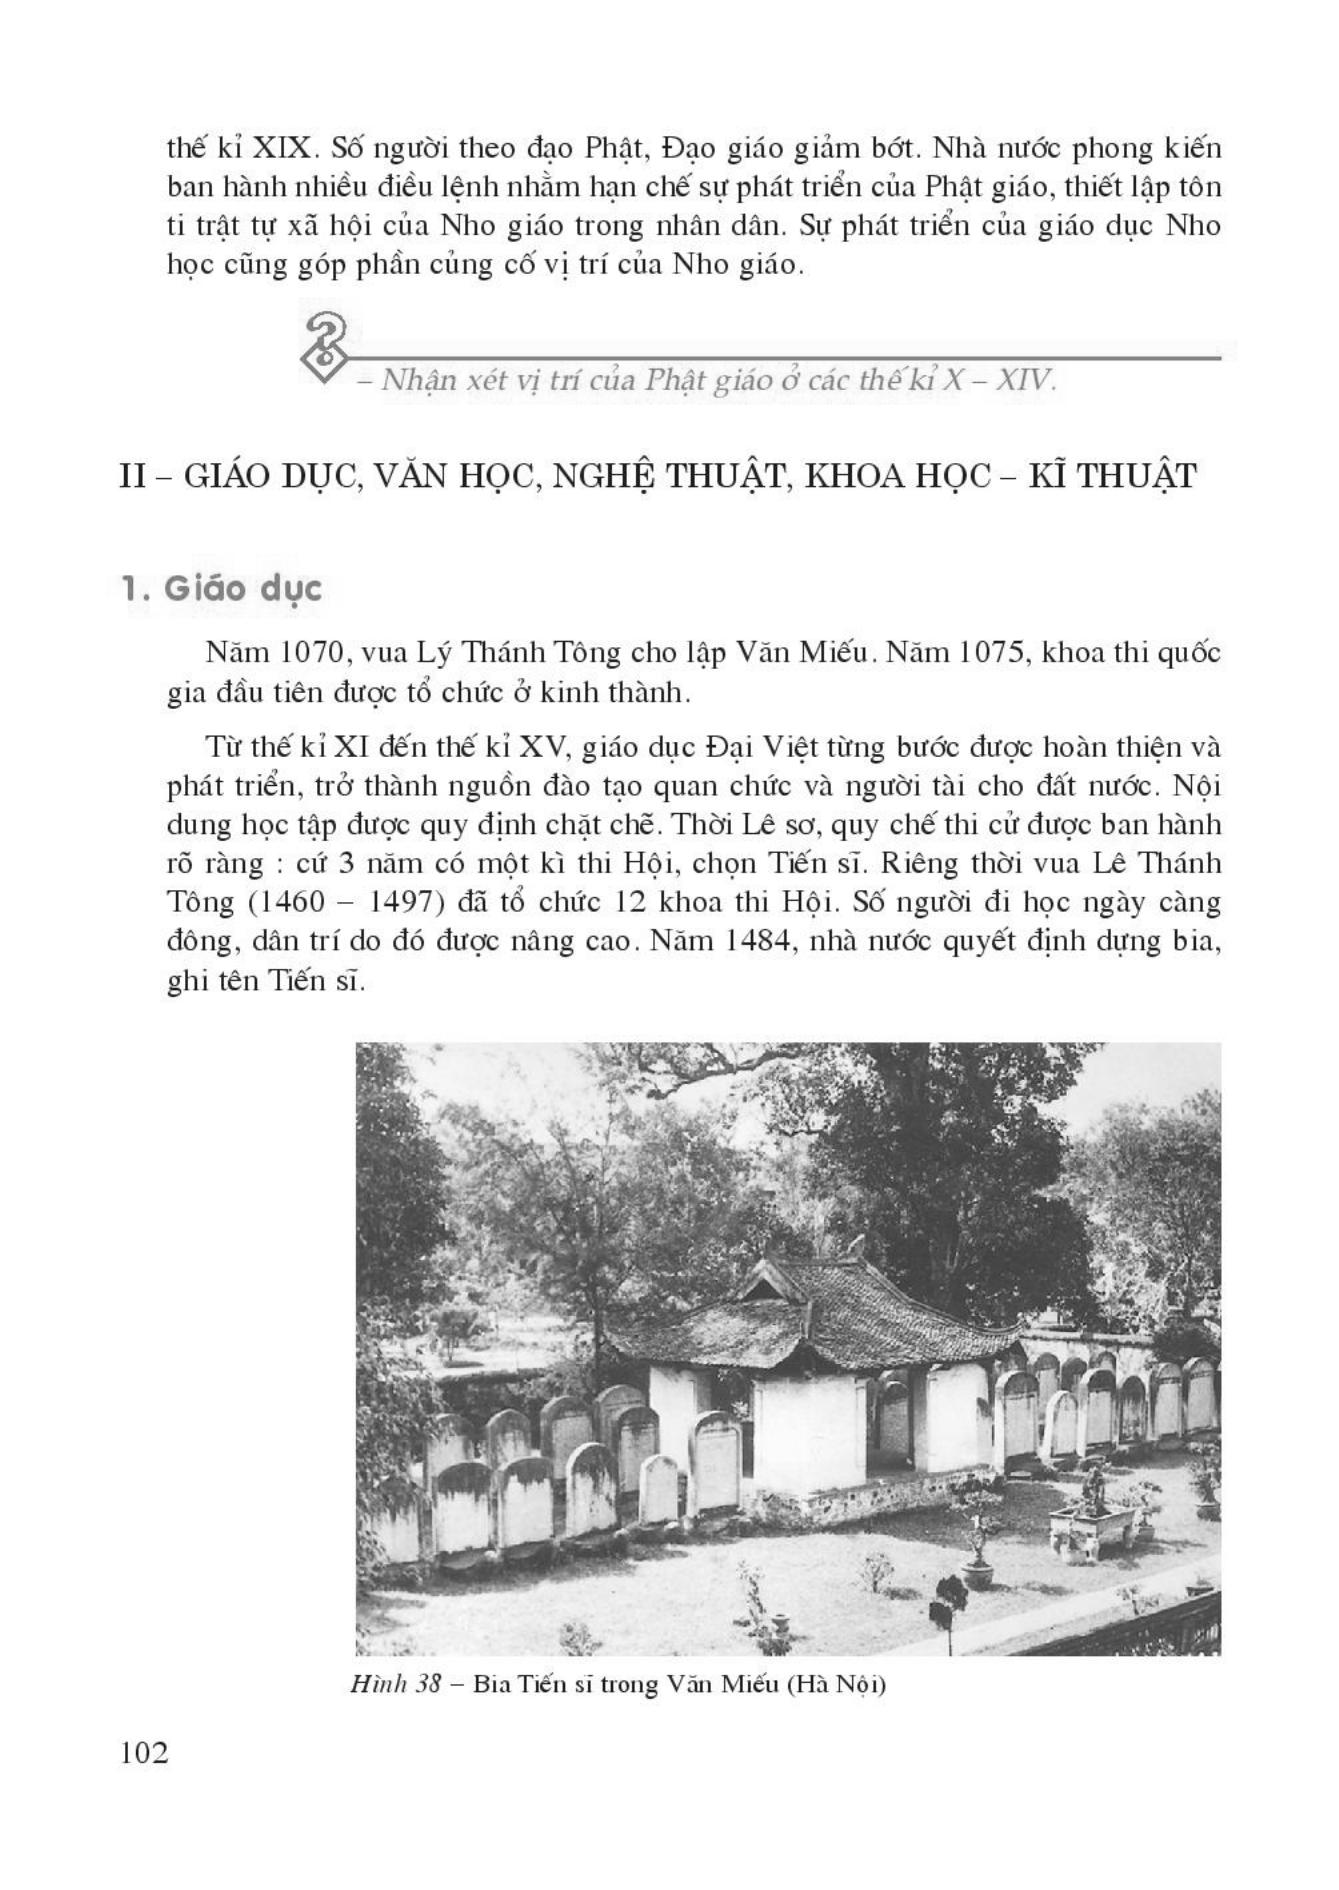 thế kỉ XIX. Số người theo đạo Phật, Đạo giáo giảm bớt. Nhà nước phong kiến
ban hành nhiều điều lệnh nhằm hạn chế sự phát triển của Phật giáo, thiết lập tôn
ti trật tự xã hội của Nho giáo trong nhân dân. Sự phát triển của giáo dục Nho
học cũng góp phần củng cố vị trí của Nho giáo.
– Nhận xét vị trí của Phật giáo ở các thế kỉ X – XIV.
II – GIÁO DỤC, VĂN HỌC, NGHỆ THUẬT, KHOA HỌC – KĨ THUẬT
1. Giáo dục
Năm 1070, vua Lý Thánh Tông cho lập Văn Miếu. Năm 1075, khoa thi quốc
gia đầu tiên được tổ chức ở kinh thành.
Từ thế kỉ XI đến thế kỉ XV, giáo dục Đại Việt từng bước được hoàn thiện và
phát triển, trở thành nguồn đào tạo quan chức và người tài cho đất nước. Nội
dung học tập được quy định chặt chẽ. Thời Lê sơ, quy chế thi cử được ban hành
rõ ràng : cứ 3 năm có một kì thi Hội, chọn Tiến sĩ. Riêng thời vua Lê Thánh
Tông (1460 – 1497) đã tổ chức 12 khoa thi Hội. Số người đi học ngày càng
đông, dân trí do đó được nâng cao. Năm 1484, nhà nước quyết định dựng bia,
ghi tên Tiến sĩ.
Hình 38 – Bia Tiến sĩ trong Văn Miếu (Hà Nội)
102